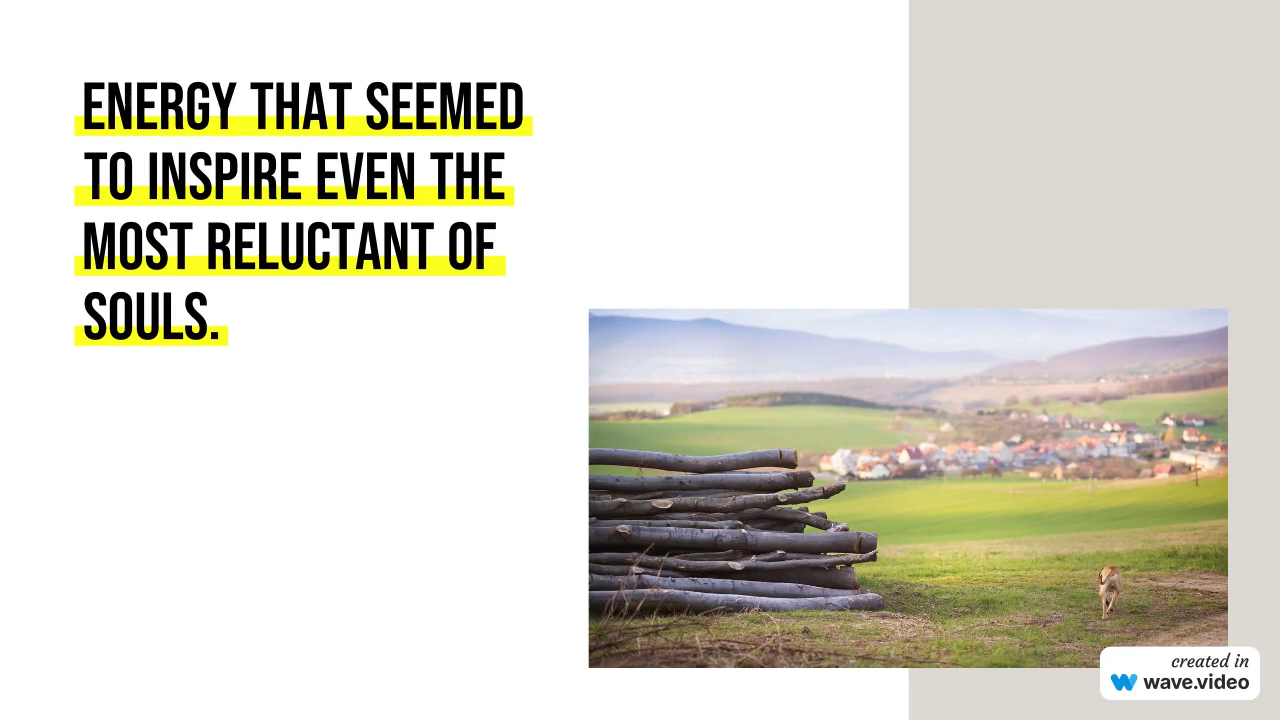 ENERGY THAT SEEMED
TO INSPIRE EVEN THE
MOST RELUCTANT OF
SOULS.
created in
wave.video